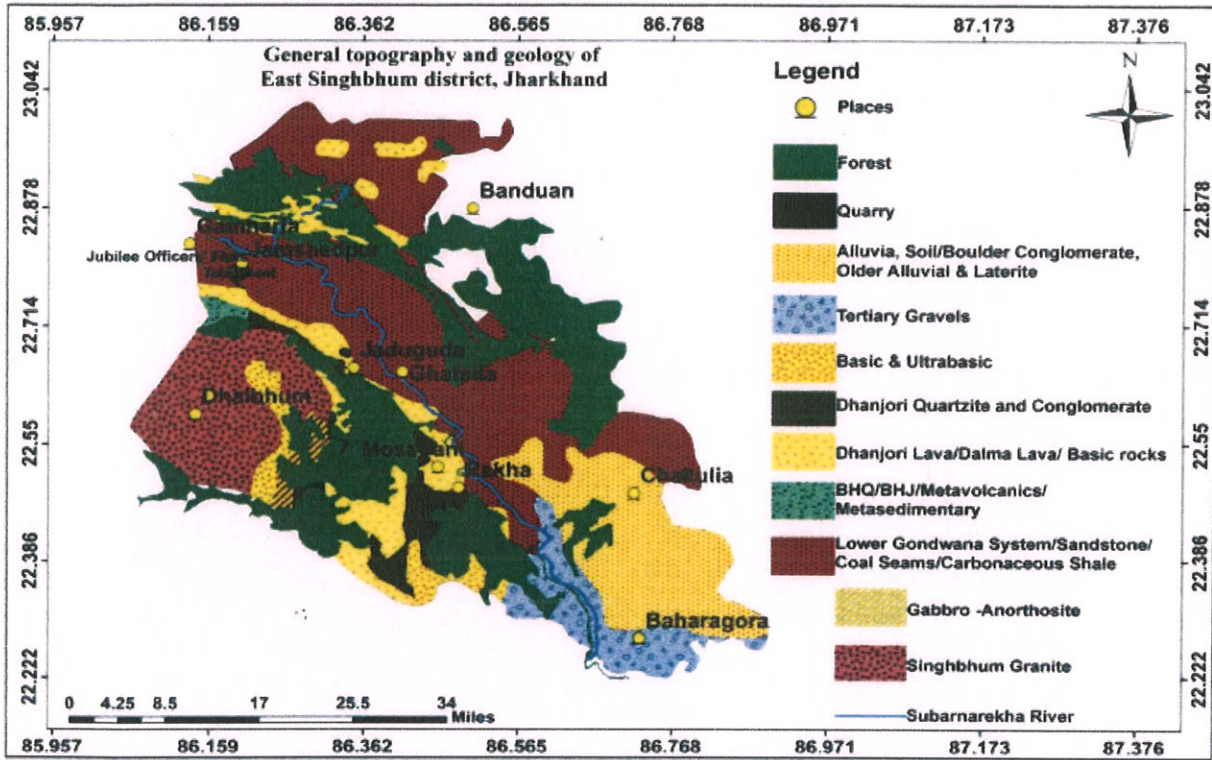 85.957 86.159 86.362 86.565 86.768 86.971 87.173 87.376
General topography and geology of
East Singhbhum district, Jharkhand
N
23.042
22.878
22.714
22.55
22.386
22.222
23.042
22.878
22.714
22.55
22.386
22.222
Banduan
Jubilee Officers
Jaduguda
Ghatsila
Dhalbhum
Rakha
Chakulia
Baharagora
Legend
Places
Forest
Quarry
Alluvia, Soil/Boulder Conglomerate,
Older Alluvial & Laterite
Tertiary Gravels
Basic & Ultrabasic
Dhanjori Quartzite and Conglomerate
Dhanjori Lava/Dalma Lava/ Basic rocks
BHQ/BHJ/Metavolcanics/
Metasedimentary
Lower Gondwana System/Sandstone/
Coal Seams/Carbonaceous Shale
Gabbro -Anorthosite
Singhbhum Granite
Subarnarekha River
0 4.25 8.5 17 25.5 34
Miles
85.957 86.159 86.362 86.565 86.768 86.971 87.173 87.376